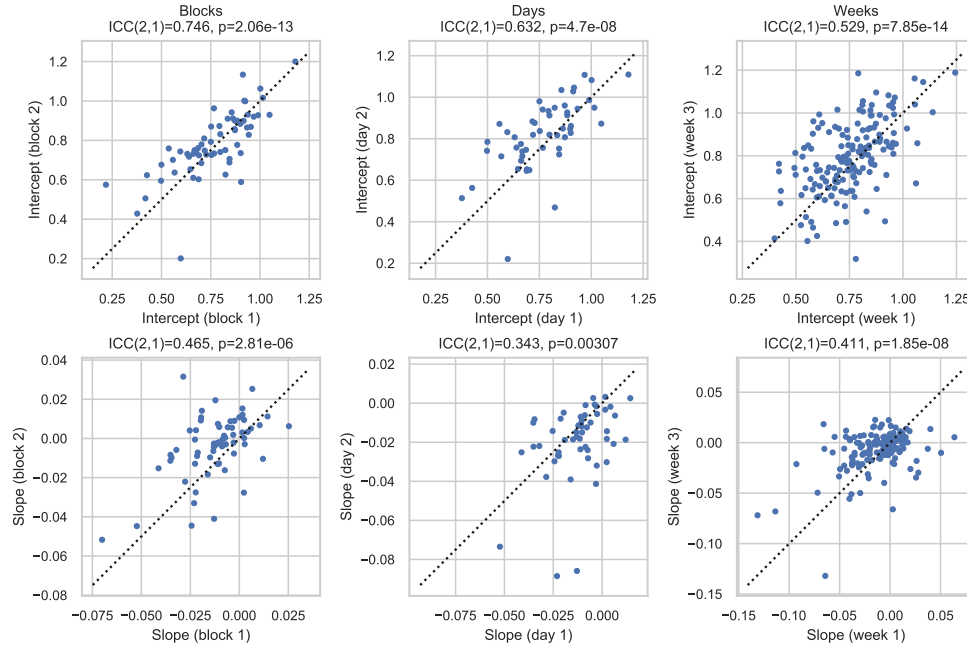 Blocks
ICC(2,1)=0.746, p=2.06e-13
Intercept (block 2)
1.2
1.0
0.8
0.6
0.4
0.2
0.25 0.50 0.75 1.00 1.25
Intercept (block 1)
Days
ICC(2,1)=0.632, p=4.7e-08
Intercept (day 2)
1.2
1.0
0.8
0.6
0.4
0.2
0.25 0.50 0.75 1.00 1.25
Intercept (day 1)
Weeks
ICC(2,1)=0.529, p=7.85e-14
Intercept (week 3)
1.2
1.0
0.8
0.6
0.4
0.25 0.50 0.75 1.00 1.25
Intercept (week 1)
ICC(2,1)=0.465, p=2.81e-06
Slope (block 2)
0.04
0.02
0.00
−0.02
−0.04
−0.06
−0.08
−0.075 −0.050 −0.025 0.000 0.025
Slope (block 1)
ICC(2,1)=0.343, p=0.00307
Slope (day 2)
0.02
0.00
−0.02
−0.04
−0.06
−0.08
−0.075 −0.050 −0.025 0.000
Slope (day 1)
ICC(2,1)=0.411, p=1.85e-08
Slope (week 3)
0.05
0.00
−0.05
−0.10
−0.15
−0.15 −0.10 −0.05 0.00 0.05
Slope (week 1)